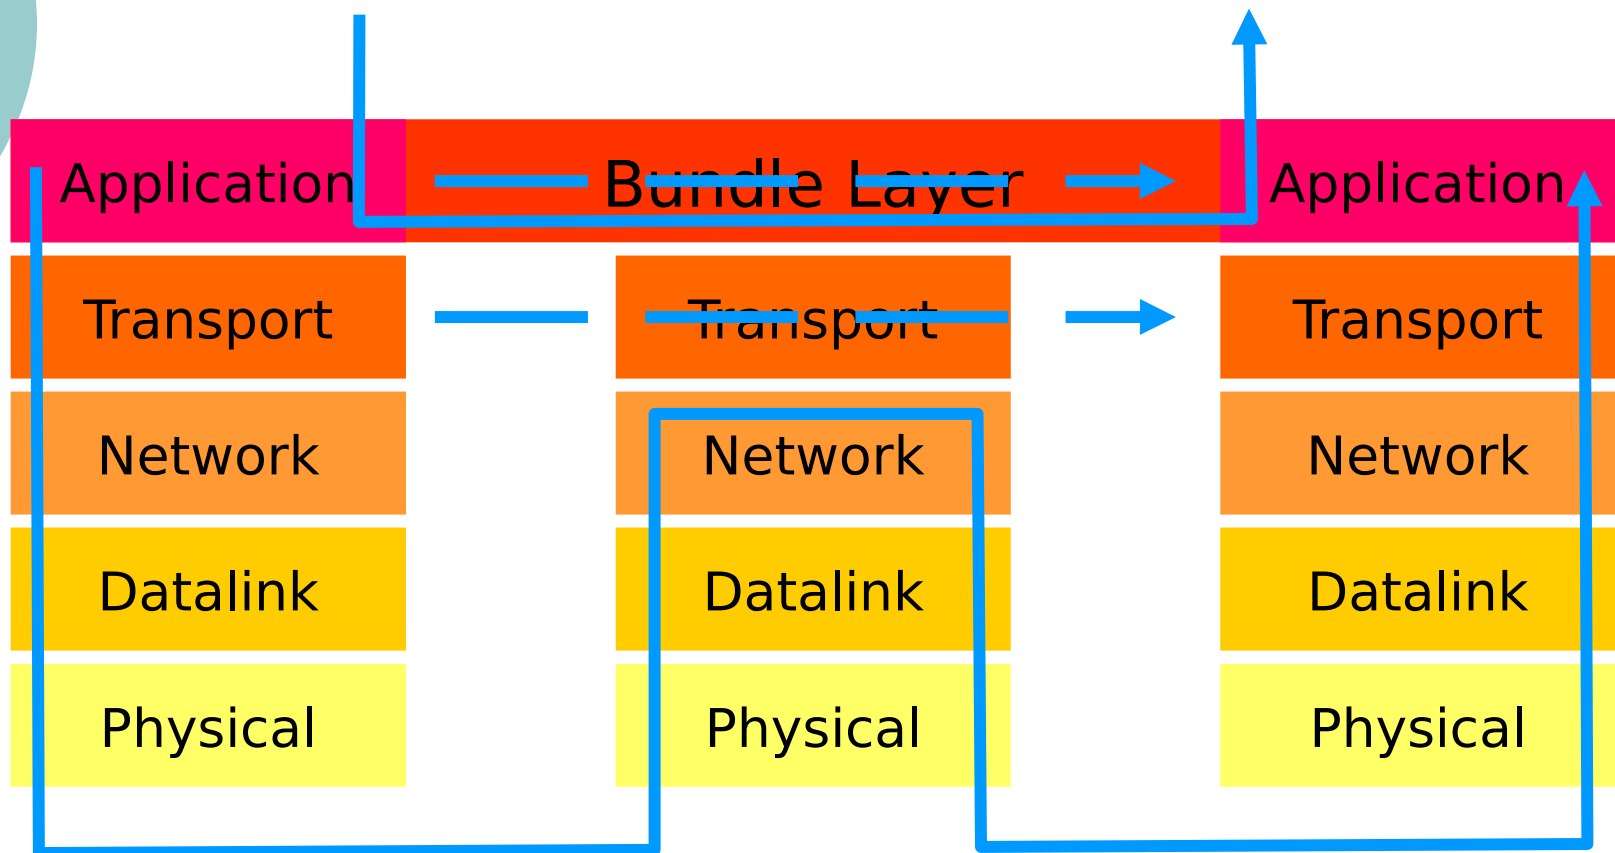 Application Bundle Layer Application
Transport Transport Transport
Network Network Network
Datalink Datalink Datalink
Physical Physical Physical